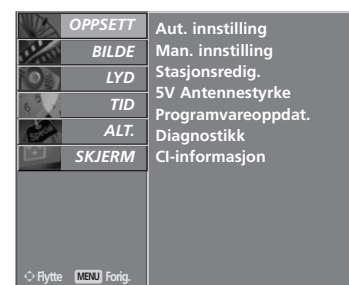 OPPSETT
BILDE
LYD
TID
ALT.
SKJERM
Aut. innstilling
Man. innstilling
Stasjonsredig.
5V Antennestyrke
Programvareoppdat.
Diagnostikk
CI-informasjon
Flytte MENU Forig.